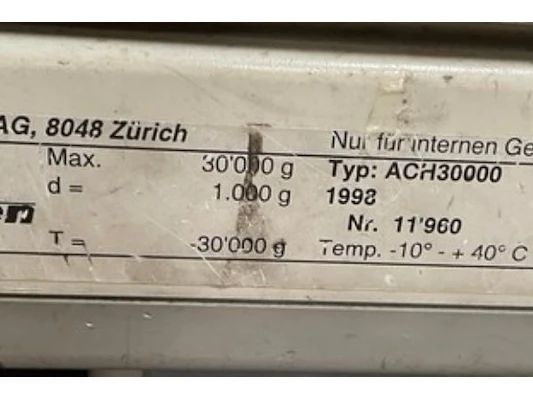 AG, 8048 Zürich Nur für internen Ge
Max. 30'000 g Typ: ACH30000
d = 1.000 g 1998
Nr. 11'960
T = -30'000 g Temp. -10° - + 40° C